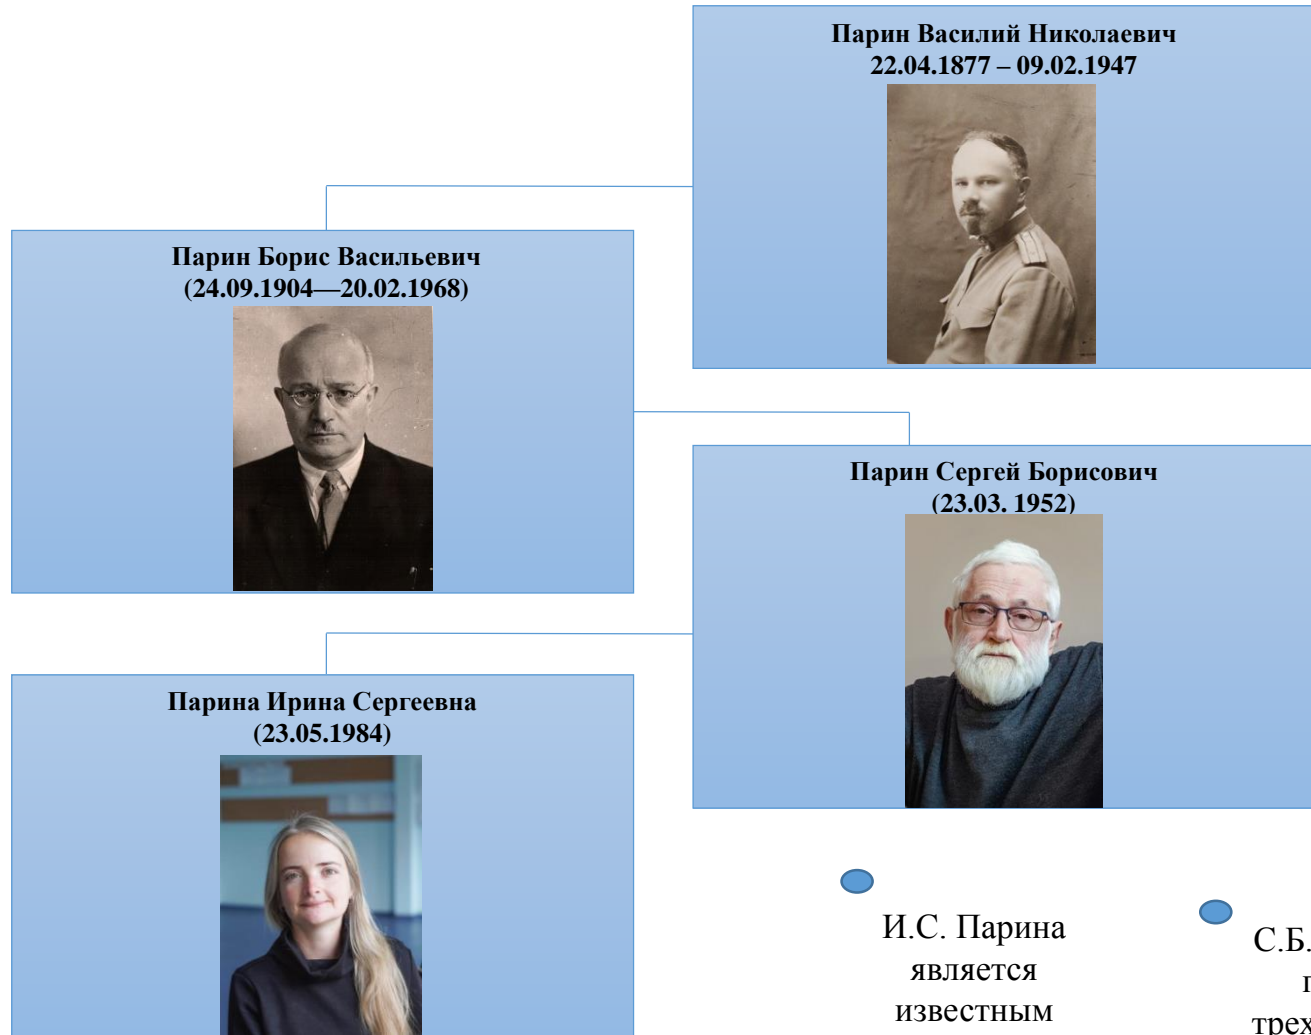 Парин Василий Николаевич
22.04.1877 – 09.02.1947
Парин Борис Васильевич
(24.09.1904—20.02.1968)
Парин Сергей Борисович
(23.03. 1952)
Парина Ирина Сергеевна
(23.05.1984)
И.С. Парина
является
известным
С.Б.
трех